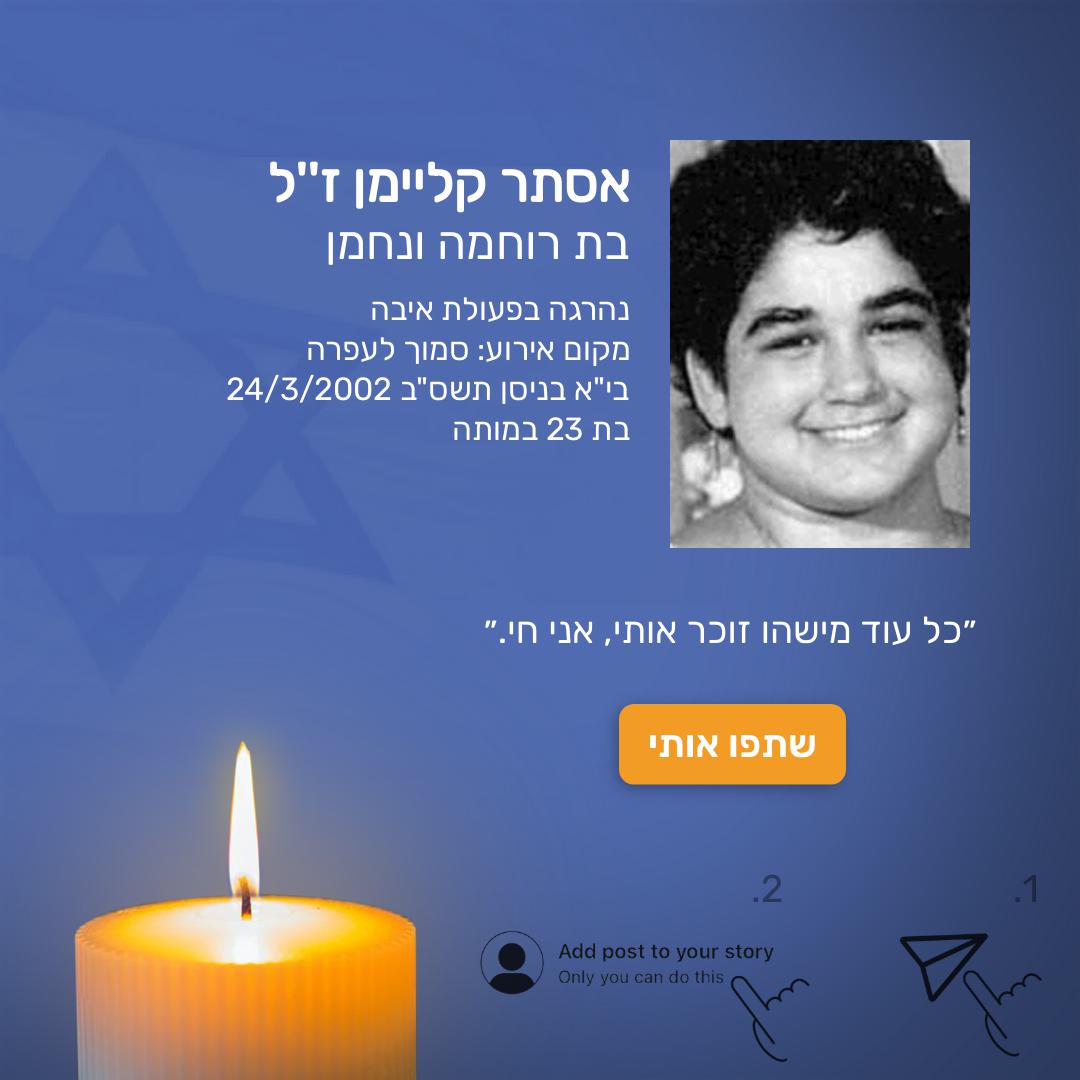 אסתר קליימן ז"ל
בת רוחמה ונחמן
נהרגה בפעולת איבה
מקום אירוע: סמוך לעפרה
בי"א בניסן תשס"ב 24/3/2002
בת 23 במותה
״כל עוד מישהו זוכר אותי, אני חי.״
שתפו אותי
1.
2.
Add post to your story
Only you can do this